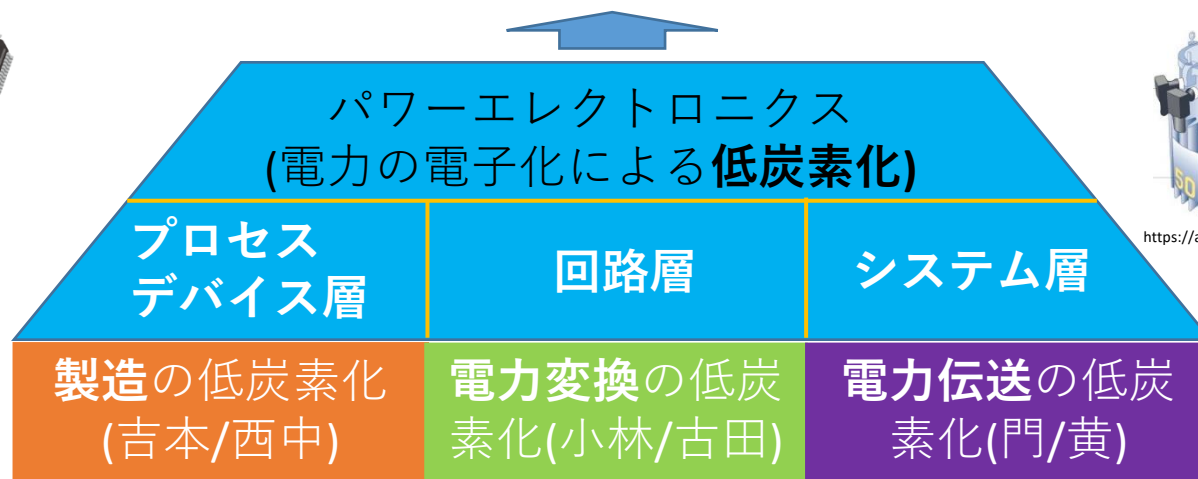 パワーエレクトロニクス
(電力の電子化による低炭素化)
プロセス
デバイス層
回路層
システム層
https://a
製造の低炭素化
(吉本/西中)
電力変換の低炭
素化(小林/古田)
電力伝送の低炭
素化(門/黄)
50